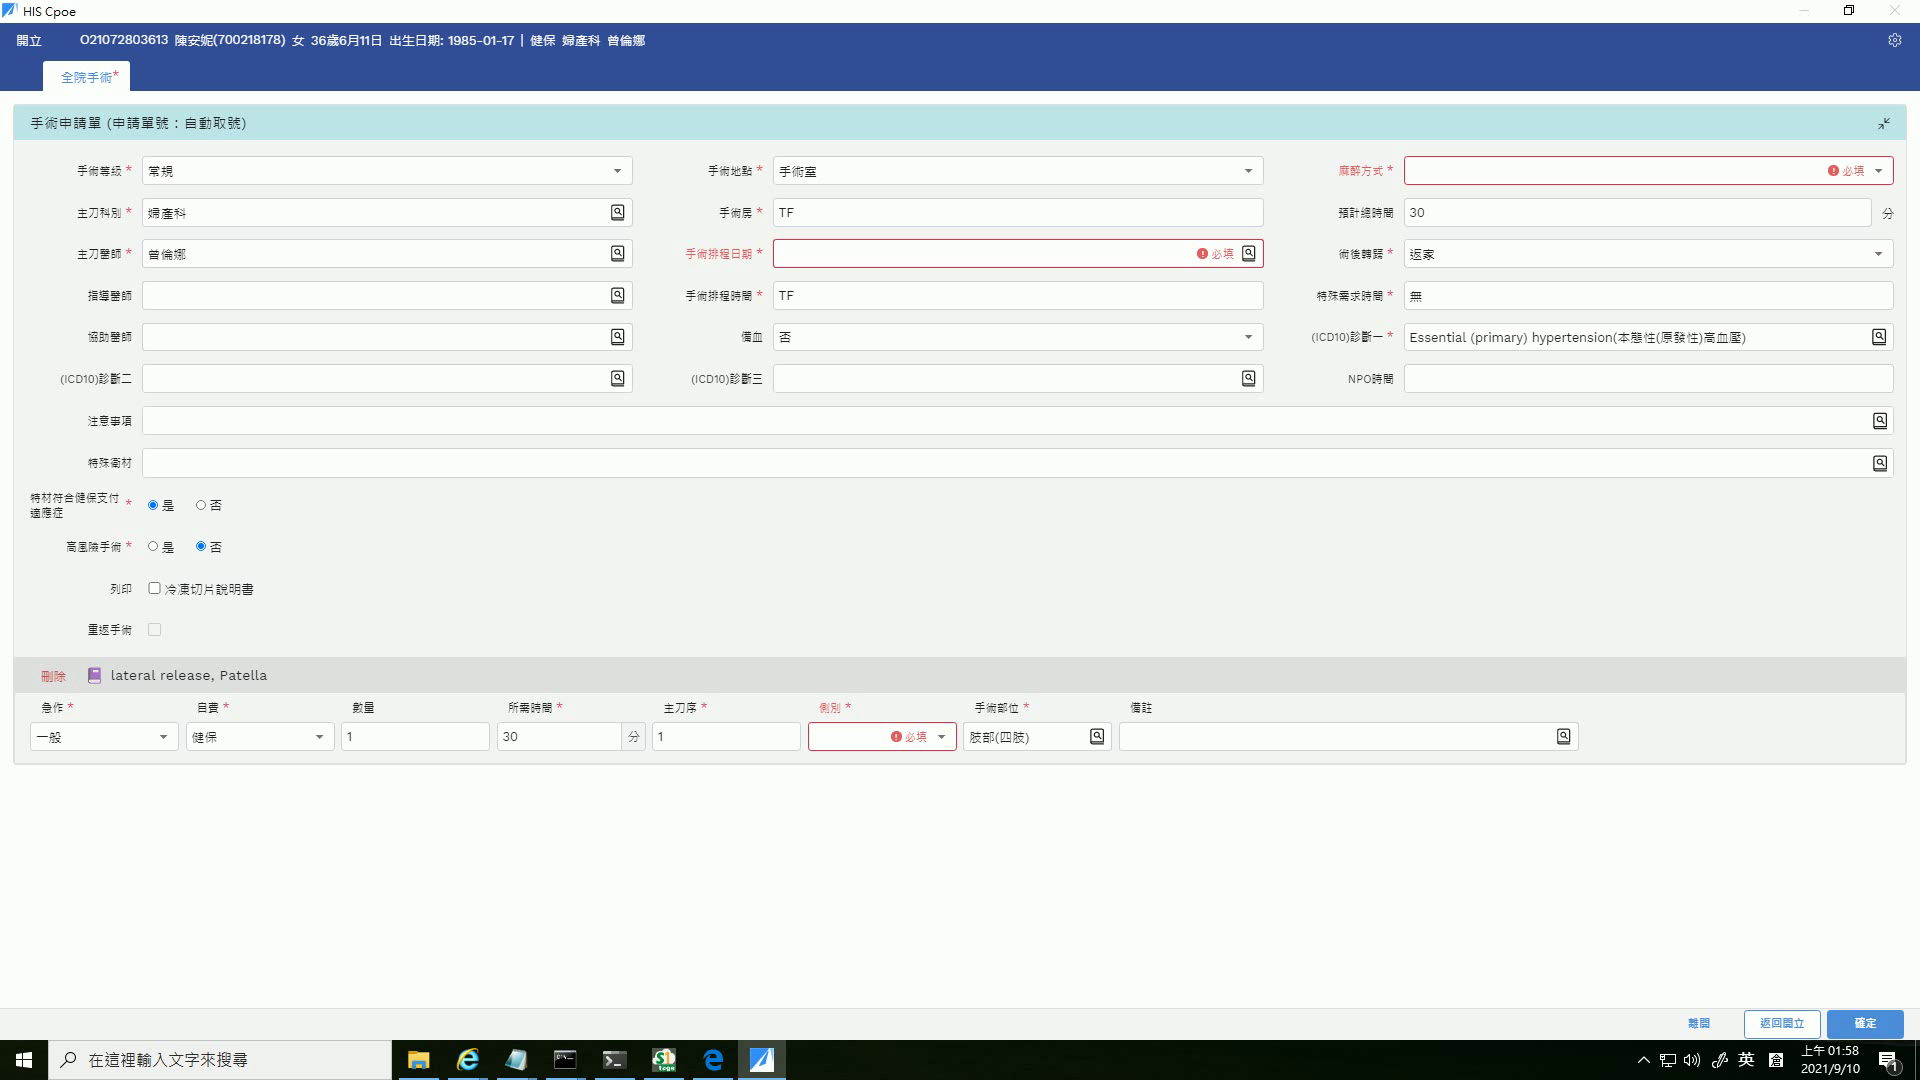 HIS Cpoe
開立 O21072803613 陳安妮(700218178) 女 36歲6月11日 出生日期: 1985-01-17 | 健保 婦產科 曾倫娜
全院手術*
手術申請單 (申請單號：自動取號)
手術等級 * 常規 手術地點 * 手術室 麻醉方式 * 必填
主刀科別 * 婦產科 手術房 * TF 預計總時間 30 分
主刀醫師 * 曾倫娜 手術排程日期 * 必填 術後轉歸 * 返家
指導醫師 手術排程時間 * TF 特殊需求時間 * 無
協助醫師 備血 否 (ICD10)診斷一 * Essential (primary) hypertension(本態性(原發性)高血壓)
(ICD10)診斷二 (ICD10)診斷三 NPO時間
注意事項
特殊衛材
特材符合健保支付適應症 * 是 否
高風險手術 * 是 否
列印 冷凍切片說明書
重返手術
刪除 lateral release, Patella
急作 * 自費 * 數量 所需時間 * 主刀序 * 側別 * 手術部位 * 備註
一般 健保 1 30 分 1 必填 肢部(四肢)
離開 返回開立 確定
在這裡輸入文字來搜尋
英
上午 01:58
2021/9/10
1